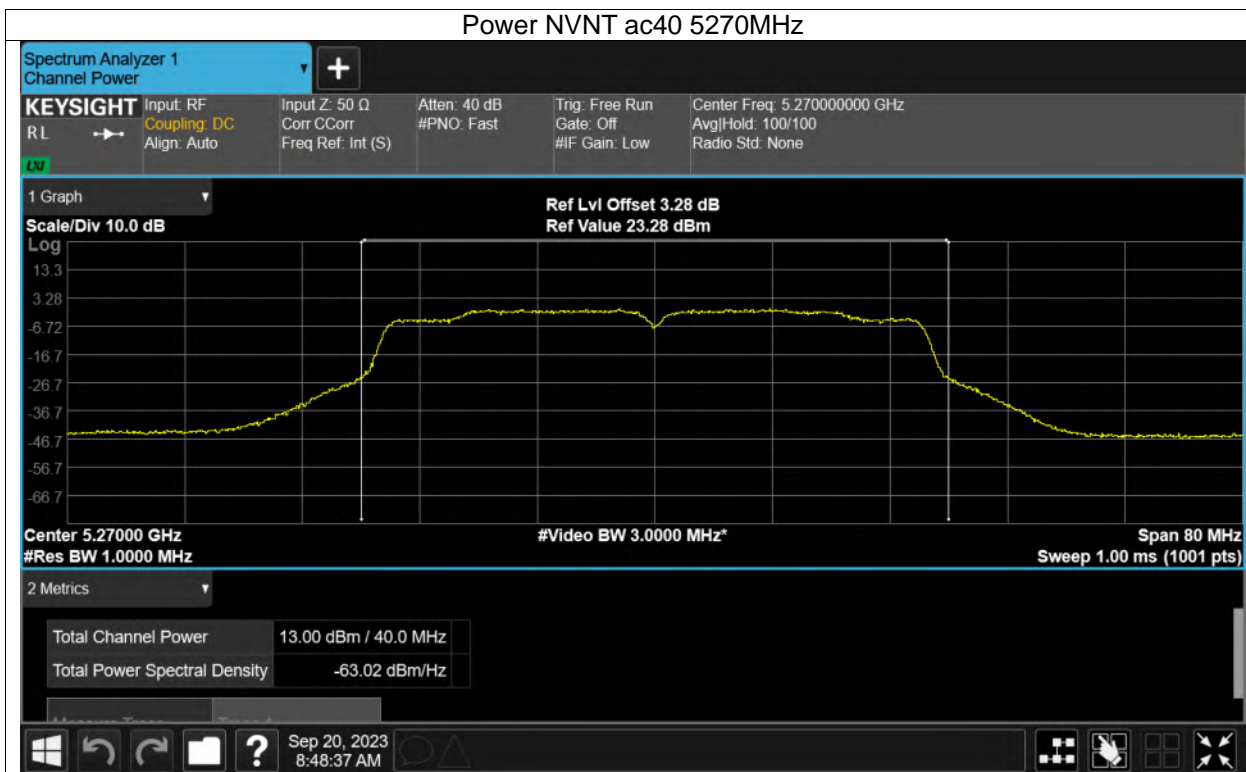 Power NVNT ac40 5270MHz
Spectrum Analyzer 1
Channel Power
KEYSIGHT
RL
LXI
Input: RF
Coupling: DC
Align: Auto
Input Z: 50 Ω
Corr CCorr
Freq Ref: Int (S)
Atten: 40 dB
#PNO: Fast
Trig: Free Run
Gate: Off
#IF Gain: Low
Center Freq: 5.270000000 GHz
Avg|Hold: 100/100
Radio Std: None
1 Graph
Scale/Div 10.0 dB
Ref Lvl Offset 3.28 dB
Ref Value 23.28 dBm
Log
13.3
3.28
-6.72
-16.7
-26.7
-36.7
-46.7
-56.7
-66.7
Center 5.27000 GHz
#Res BW 1.0000 MHz
#Video BW 3.0000 MHz*
Span 80 MHz
Sweep 1.00 ms (1001 pts)
2 Metrics
Total Channel Power 13.00 dBm / 40.0 MHz
Total Power Spectral Density -63.02 dBm/Hz
?
Sep 20, 2023
8:48:37 AM